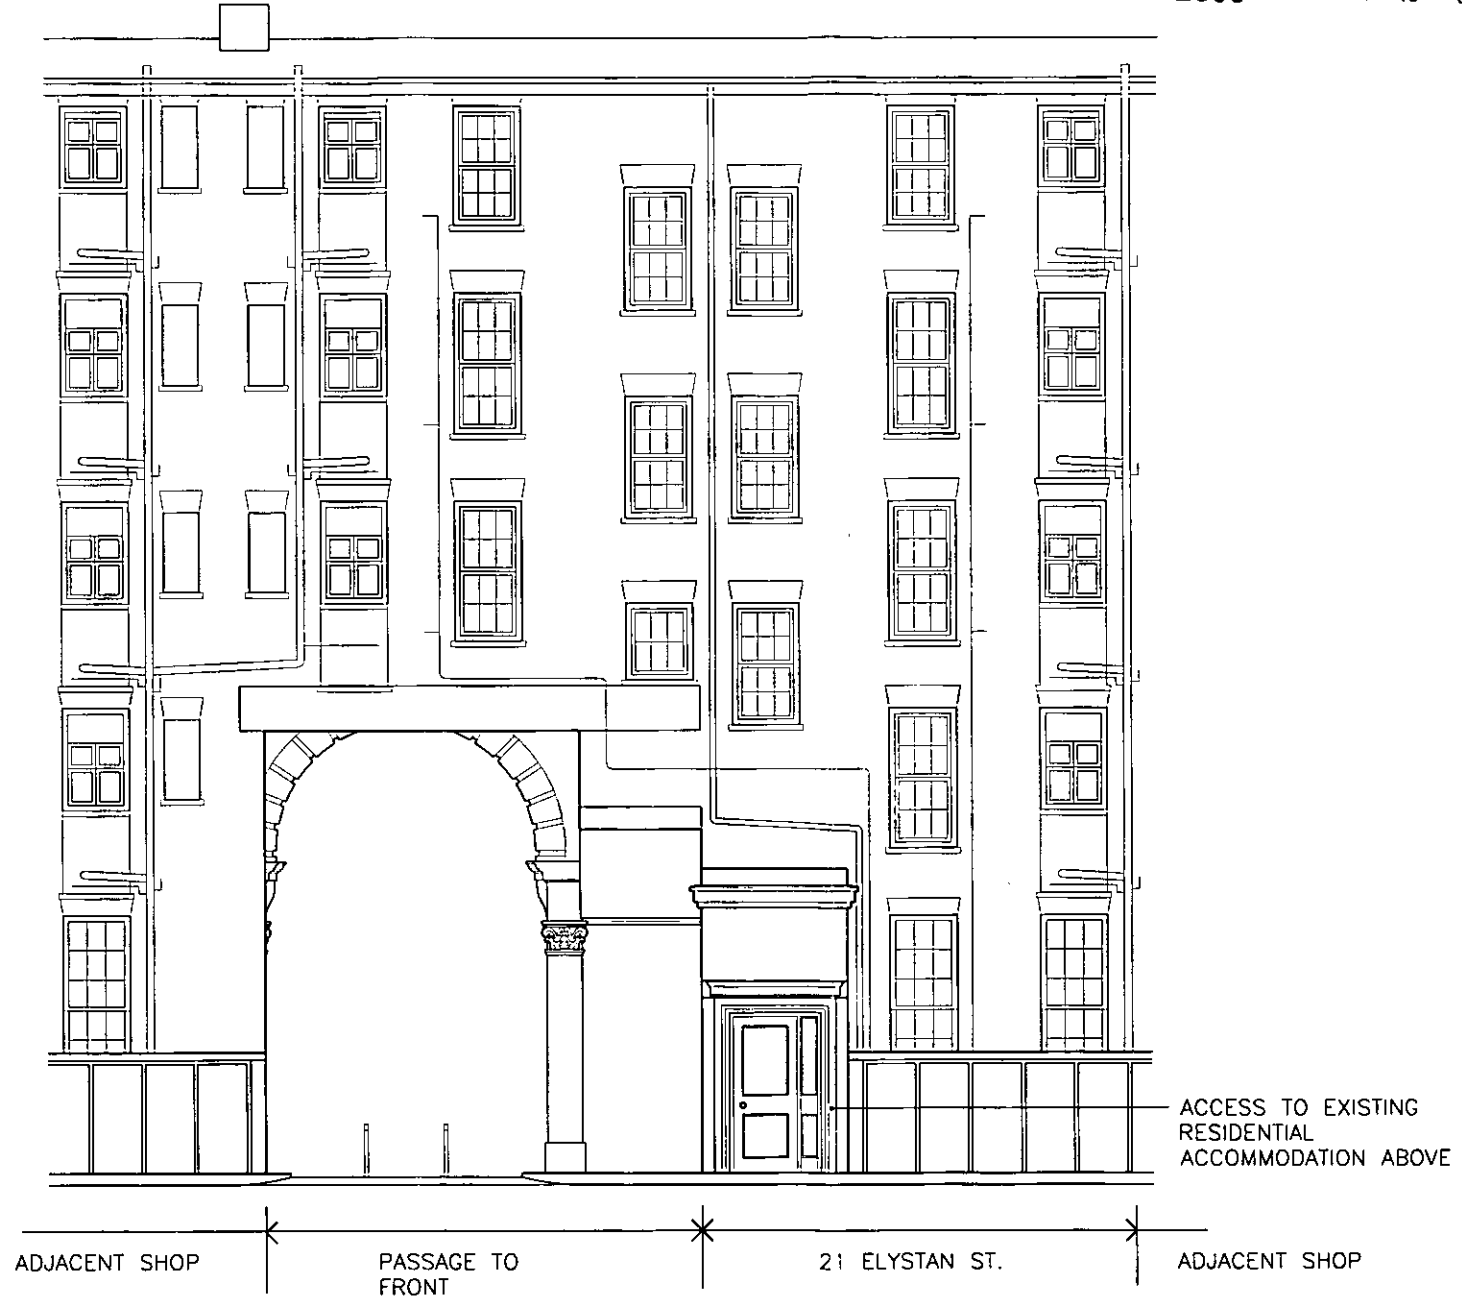 ACCESS TO EXISTING
RESIDENTIAL
ACCOMMODATION ABOVE
ADJACENT SHOP
PASSAGE TO
FRONT
21 ELYSTAN ST.
ADJACENT SHOP